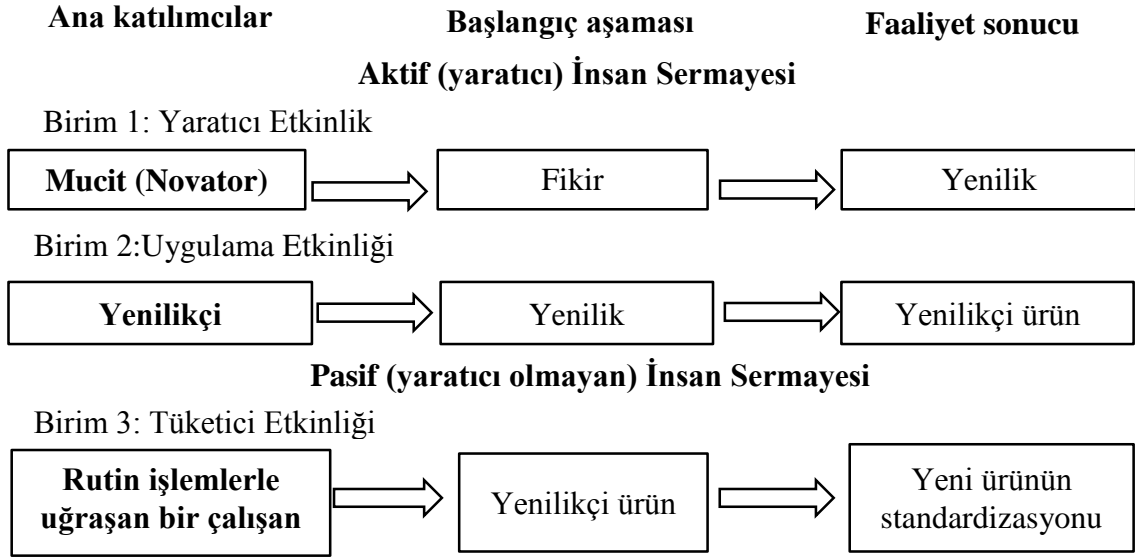 Ana katılımcılar
Başlangıç aşaması
Faaliyet sonucu
Aktif (yaratıcı) İnsan Sermayesi
Birim 1: Yaratıcı Etkinlik
Mucit (Novator)
Fikir
Yenilik
Birim 2:Uygulama Etkinliği
Yenilikçi
Yenilik
Yenilikçi ürün
Pasif (yaratıcı olmayan) İnsan Sermayesi
Birim 3: Tüketici Etkinliği
Rutin işlemlerle
uğraşan bir çalışan
Yenilikçi ürün
Yeni ürünün
standardizasyonu